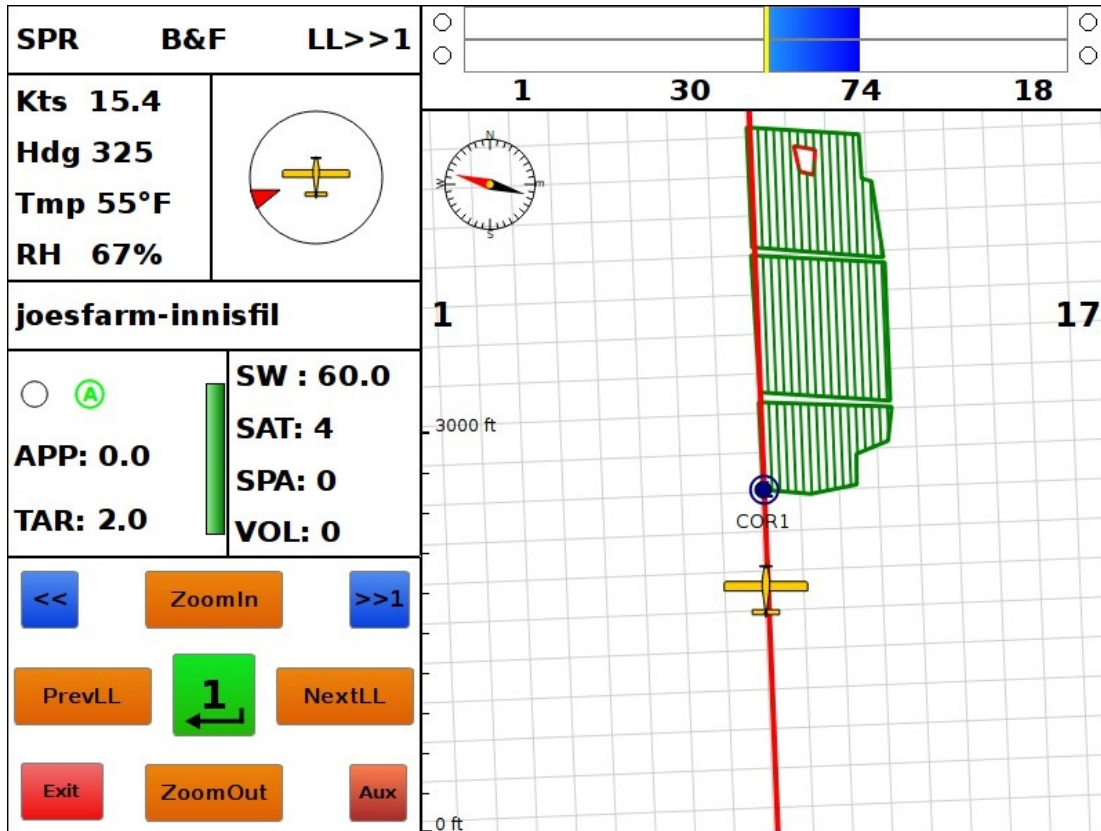 SPR B&F LL>>1
Kts 15.4
Hdg 325
Tmp 55°F
RH 67%
joesfarm-innisfil
A
APP: 0.0
TAR: 2.0
SW : 60.0
SAT: 4
SPA: 0
VOL: 0
<< ZoomIn >>1
PrevLL 1 NextLL
Exit ZoomOut Aux
1 30 74 18
N
W E
S
1 17
3000 ft
COR1
0 ft